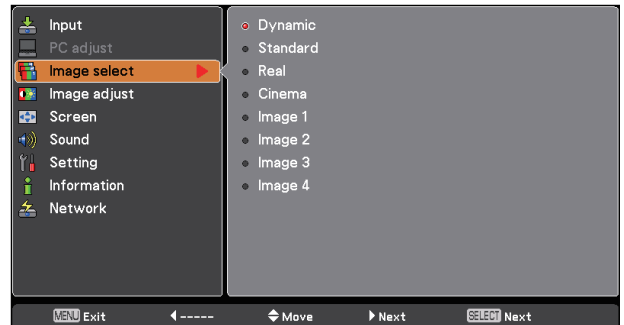 Input
PC adjust
Image select
Image adjust
Screen
Sound
Setting
Information
Network
Dynamic
Standard
Real
Cinema
Image 1
Image 2
Image 3
Image 4
MENU Exit ----- Move Next SELECT Next